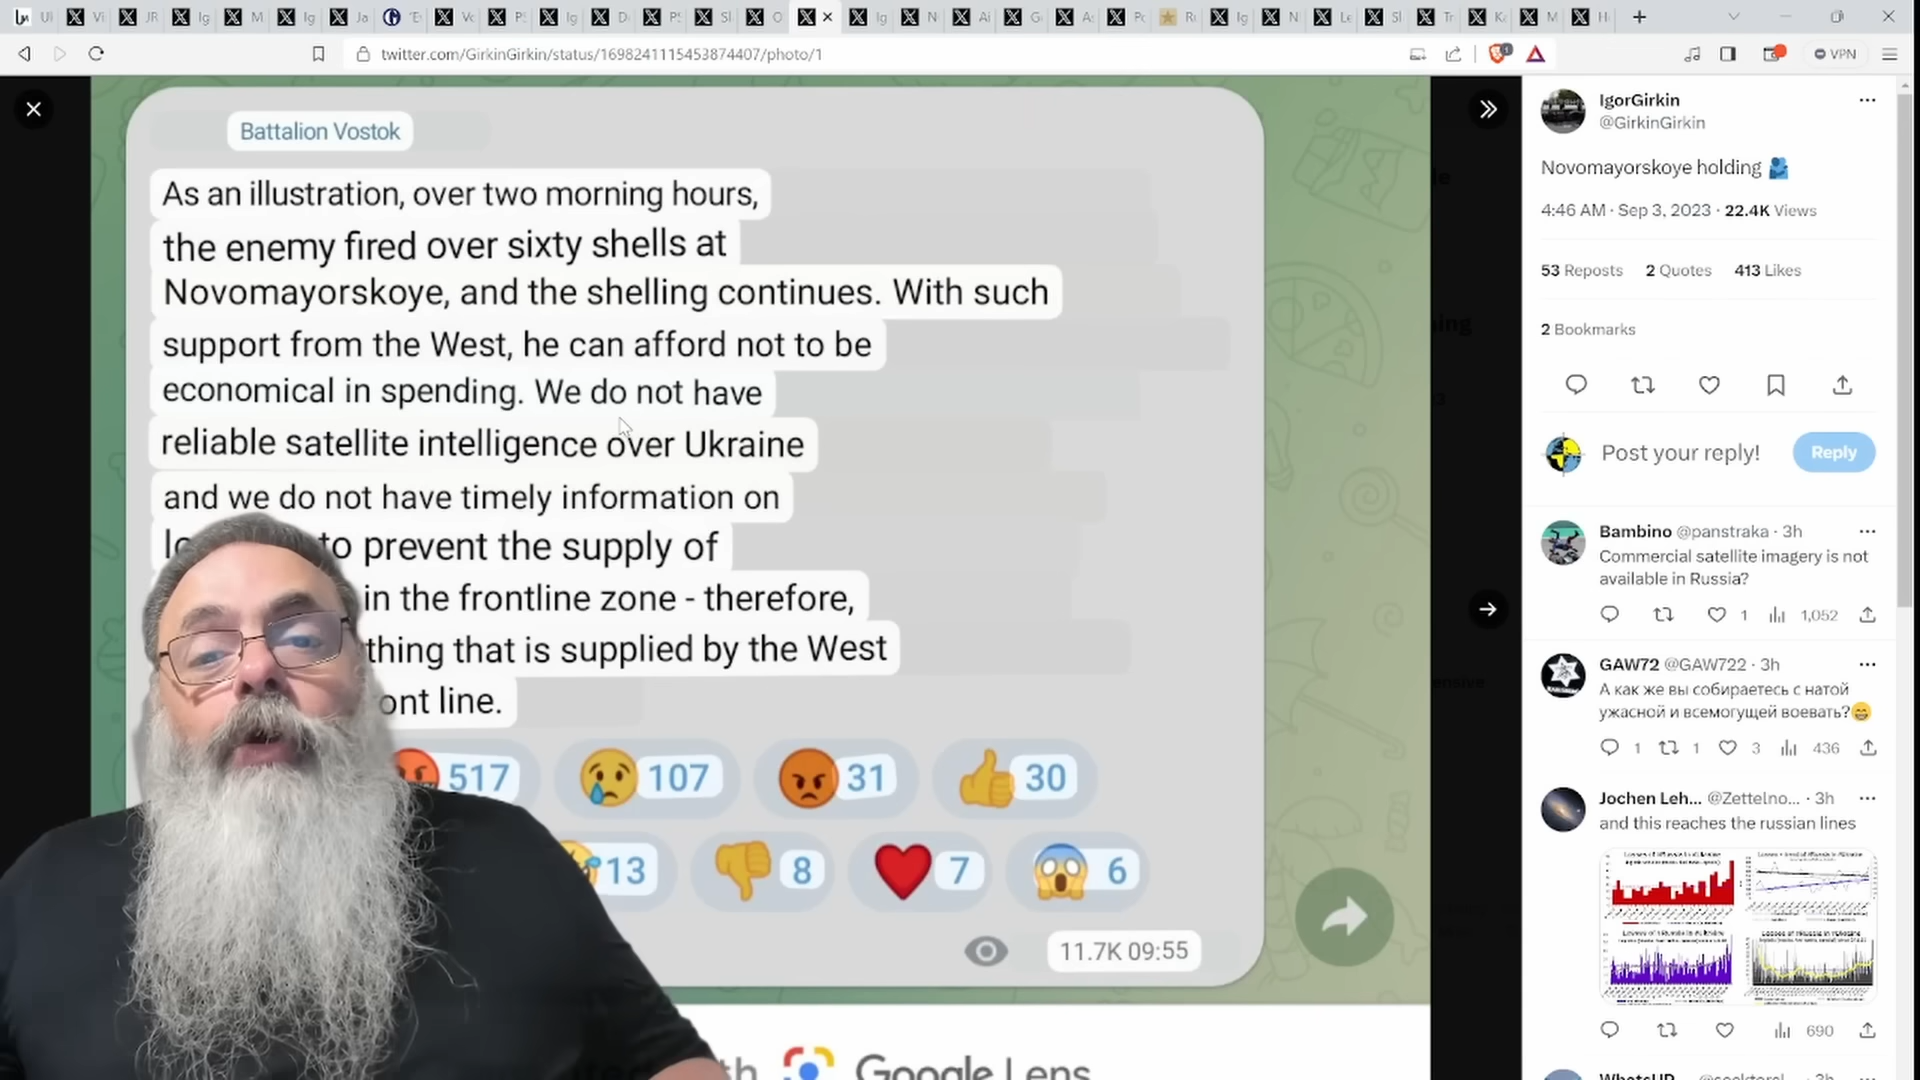 twitter.com/GirkinGirkin/status/1698241115453874407/photo/1
VPN
Battalion Vostok
As an illustration, over two morning hours,
the enemy fired over sixty shells at
Novomayorskoye, and the shelling continues. With such
support from the West, he can afford not to be
economical in spending. We do not have
reliable satellite intelligence over Ukraine
and we do not have timely information on
to prevent the supply of
in the frontline zone - therefore,
thing that is supplied by the West
ont line.
517
107
31
30
13
8
7
6
11.7K 09:55
Google Lens
IgorGirkin
@GirkinGirkin
Novomayorskoye holding
4:46 AM · Sep 3, 2023 · 22.4K Views
53 Reposts 2 Quotes 413 Likes
2 Bookmarks
Post your reply!
Reply
Bambino @panstraka · 3h
Commercial satellite imagery is not
available in Russia?
1 1,052
GAW72 @GAW722 · 3h
А как же вы собираетесь с натой
ужасной и всемогущей воевать?
1 1 3 436
Jochen Leh... @Zettelno... · 3h
and this reaches the russian lines
690